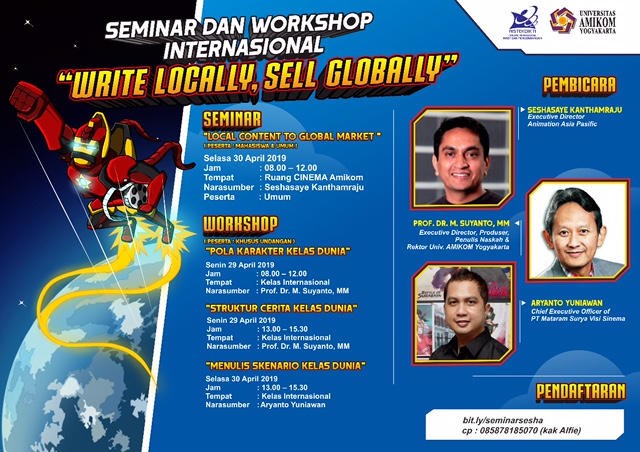 SEMINAR DAN WORKSHOP
INTERNASIONAL
"WRITE LOCALLY, SELL GLOBALLY"
RISTEKDIKTI
UNIVERSITAS
AMIKOM
YOGYAKARTA
SEMINAR
"LOCAL CONTENT TO GLOBAL MARKET "
( PESERTA : MAHASISWA & UMUM )
Selasa 30 April 2019
Jam : 08.00 – 12.00
Tempat : Ruang CINEMA Amikom
Narasumber : Seshasaye Kanthamraju
Peserta : Umum
WORKSHOP
( PESERTA : KHUSUS UNDANGAN )
"POLA KARAKTER KELAS DUNIA"
Senin 29 April 2019
Jam : 08.00 – 12.00
Tempat : Kelas Internasional
Narasumber : Prof. Dr. M. Suyanto, MM
"STRUKTUR CERITA KELAS DUNIA"
Senin 29 April 2019
Jam : 13.00 – 15.30
Tempat : Kelas Internasional
Narasumber : Prof. Dr. M. Suyanto, MM
"MENULIS SKENARIO KELAS DUNIA"
Selasa 30 April 2019
Jam : 13.00 – 15.30
Tempat : Kelas Internasional
Narasumber : Aryanto Yuniawan
PEMBICARA
SESHASAYE KANTHAMRAJU
Executive Director
Animation Asia Pasific
PROF. DR. M. SUYANTO, MM
Executive Director, Produser,
Penulis Naskah &
Rektor Univ. AMIKOM Yogyakarta
ARYANTO YUNIAWAN
Chief Executive Officer of
PT Mataram Surya Visi Sinema
PENDAFTARAN
bit.ly/seminarsesha
cp : 085878185070 (kak Alfie)